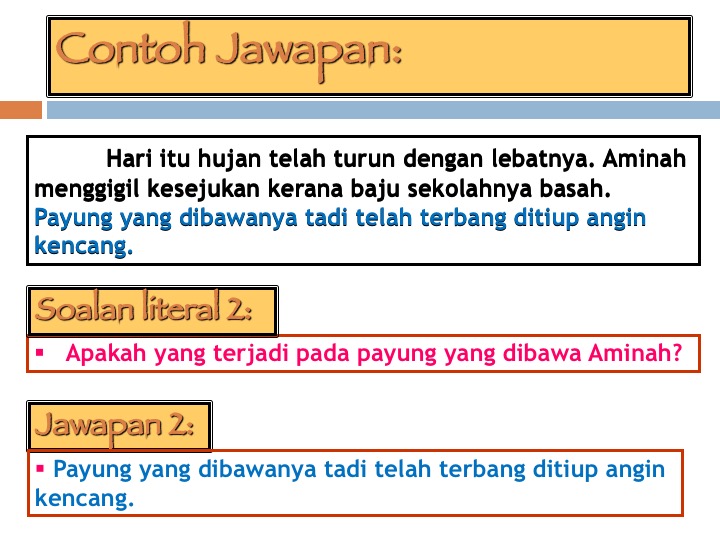 Contoh Jawapan:
Hari itu hujan telah turun dengan lebatnya. Aminah
menggigil kesejukan kerana baju sekolahnya basah.
Payung yang dibawanya tadi telah terbang ditiup angin
kencang.
Soalan literal 2:
▪ Apakah yang terjadi pada payung yang dibawa Aminah?
Jawapan 2:
▪ Payung yang dibawanya tadi telah terbang ditiup angin
kencang.